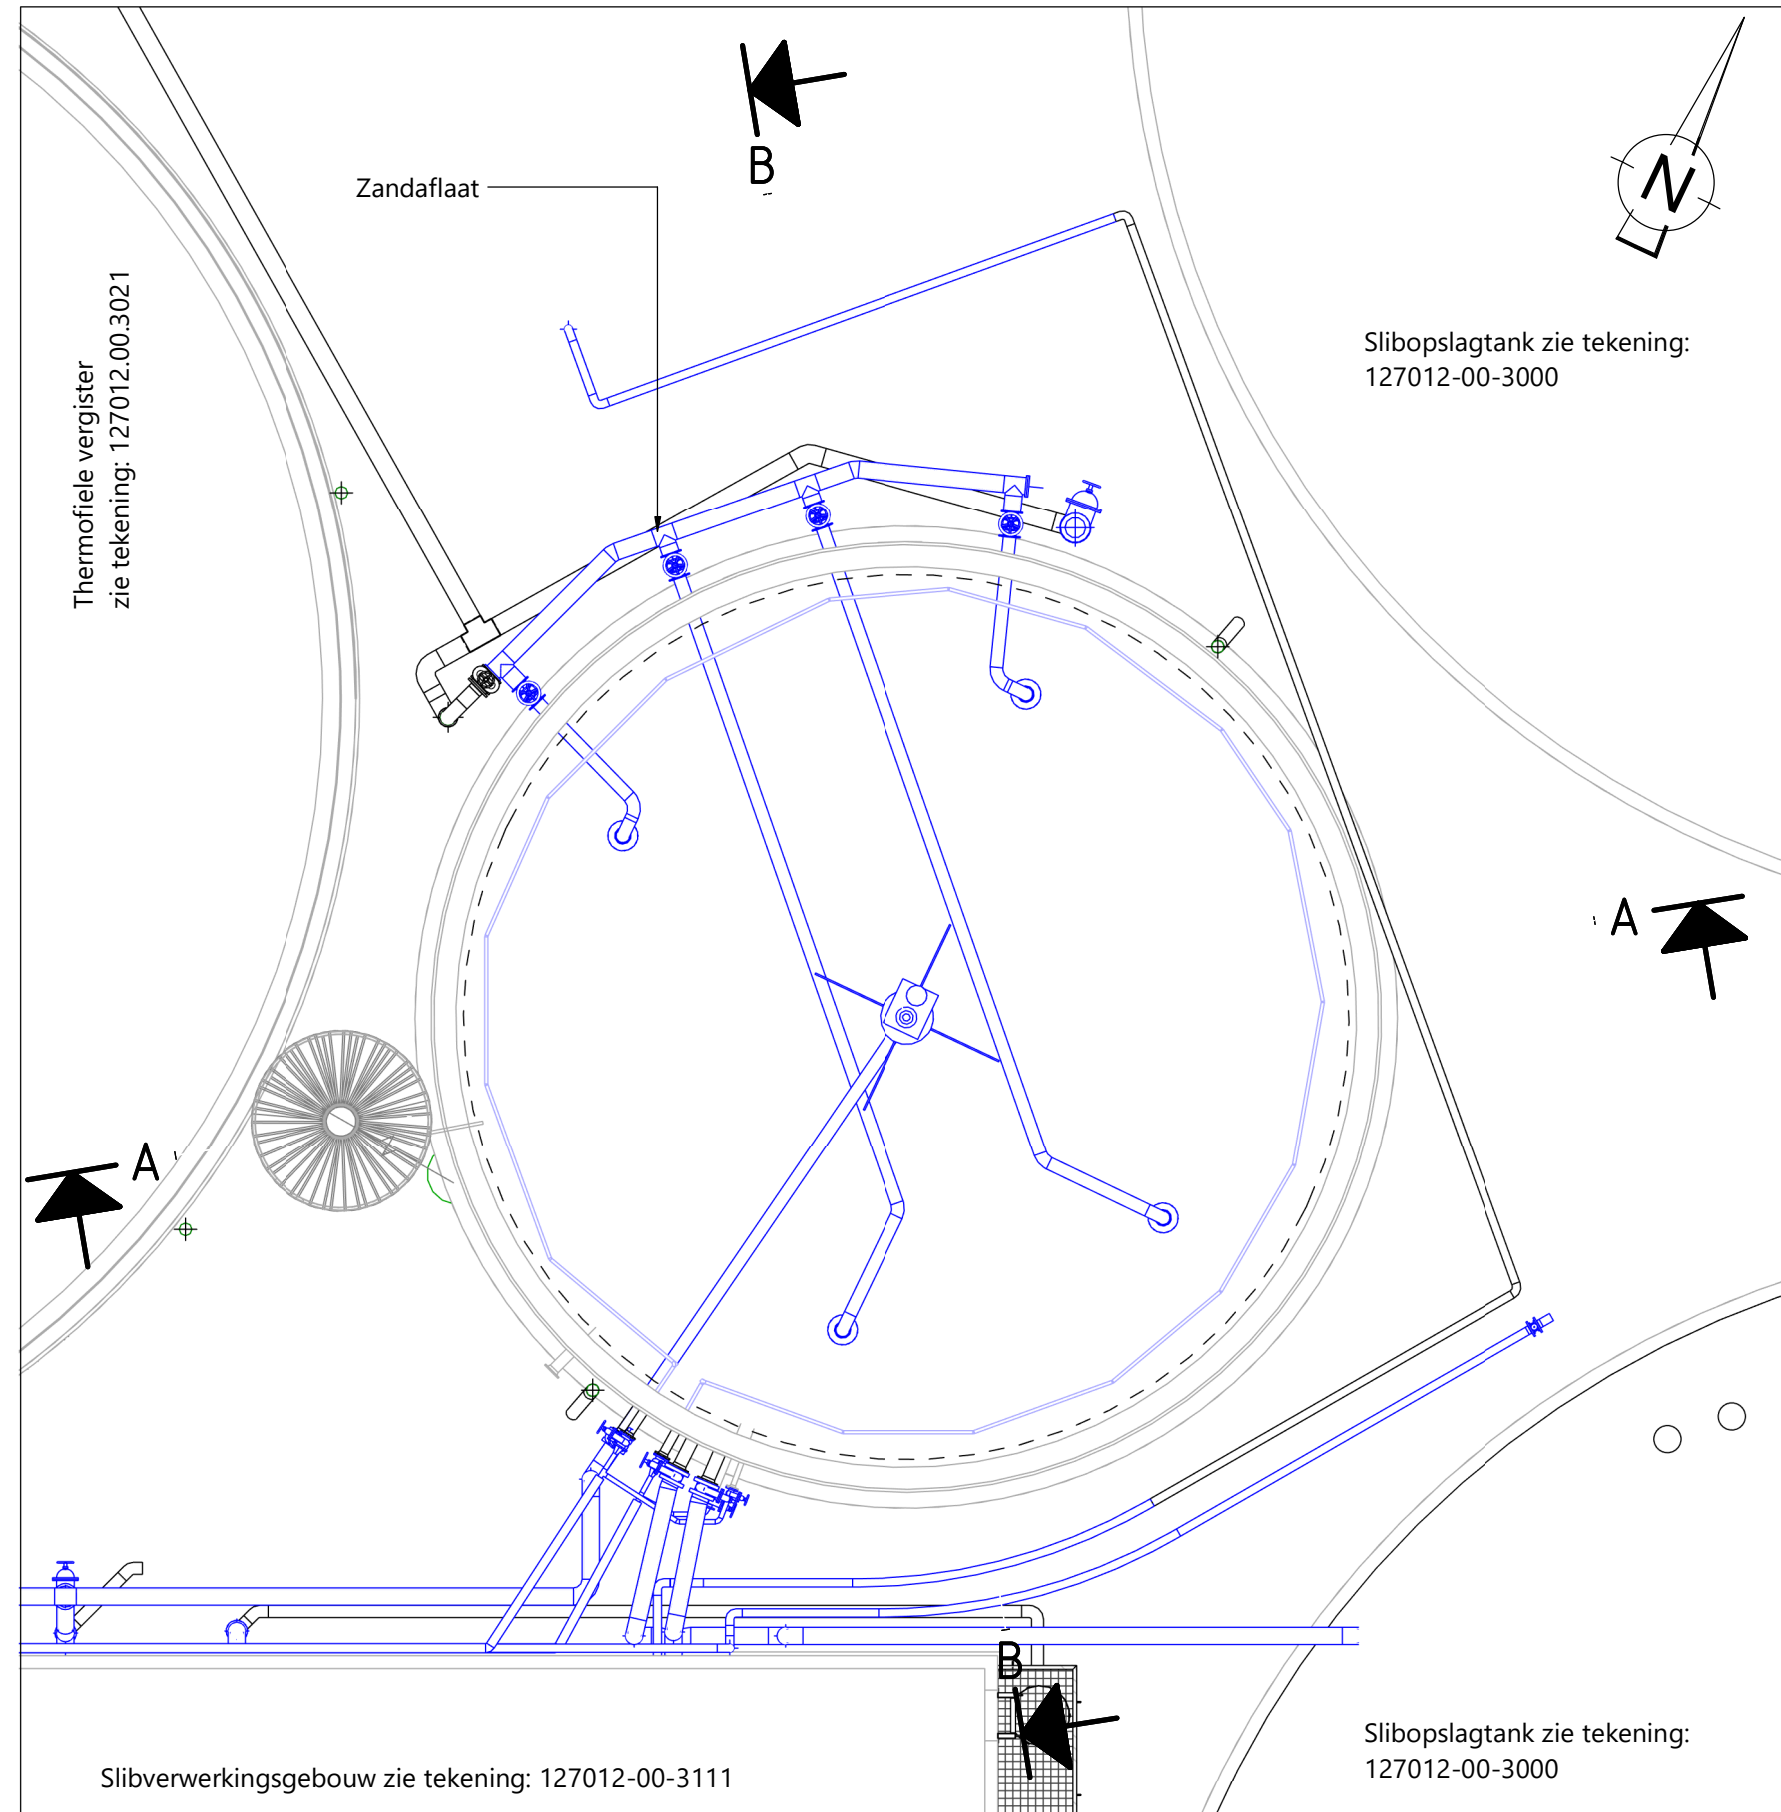 B
Zandaflaat
N
Thermofiele vergister
zie tekening: 127012.00.3021
Slibopslagtank zie tekening:
127012-00-3000
A
A
B
Slibopslagtank zie tekening:
127012-00-3000
Slibverwerkingsgebouw zie tekening: 127012-00-3111